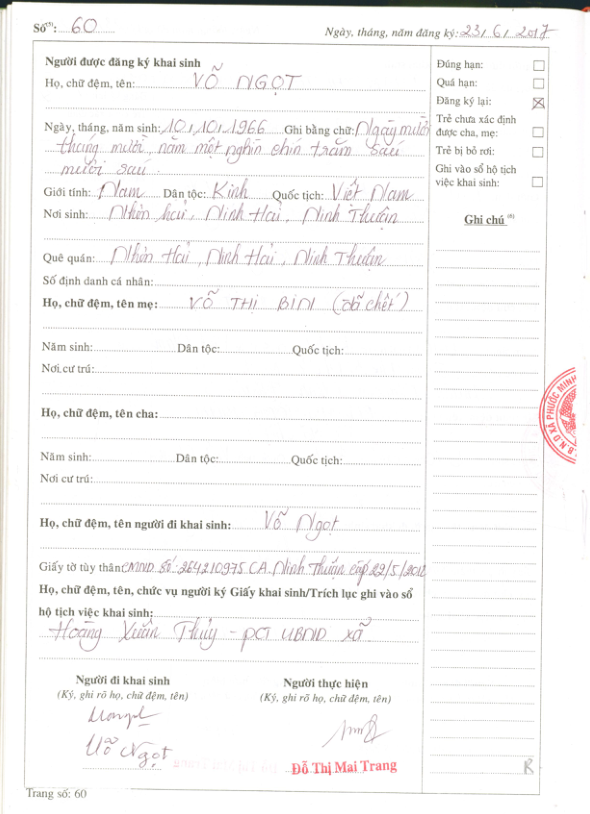 Số⁽⁵⁾: 60 Ngày, tháng, năm đăng ký: 23/6/2017
Người được đăng ký khai sinh
Họ, chữ đệm, tên: VÕ NGỌT
Ngày, tháng, năm sinh: 10/10/1966 Ghi bằng chữ: Ngày mười
tháng mười, năm một nghìn chín trăm sáu
mươi sáu.
Giới tính: Nam Dân tộc: Kinh Quốc tịch: Việt Nam
Nơi sinh: Nhơn hải, Ninh Hải, Ninh Thuận
Quê quán: Nhơn Hải, Ninh Hải, Ninh Thuận
Số định danh cá nhân:
Họ, chữ đệm, tên mẹ: VÕ THỊ (đã chết)
Năm sinh: Dân tộc: Quốc tịch:
Nơi cư trú:
Họ, chữ đệm, tên cha:
Năm sinh: Dân tộc: Quốc tịch:
Nơi cư trú:
Họ, chữ đệm, tên người đi khai sinh: Võ Ngọt
Giấy tờ tùy thân: CMND số: 264210975 CA. Ninh Thuận cấp 22/5/2012
Họ, chữ đệm, tên, chức vụ người ký Giấy khai sinh/Trích lục ghi vào sổ
hộ tịch việc khai sinh:
Hoàng Xuân Thủy - PCT UBND xã
Người đi khai sinh
(Ký, ghi rõ họ, chữ đệm, tên)
Võ Ngọt
Người thực hiện
(Ký, ghi rõ họ, chữ đệm, tên)
Đỗ Thị Mai Trang
Trang số: 60
Đúng hạn:
Quá hạn:
Đăng ký lại: X
Trẻ chưa xác định
được cha, mẹ:
Trẻ bị bỏ rơi:
Ghi vào sổ hộ tịch
việc khai sinh:
Ghi chú ⁽⁶⁾
B.N.D XÃ PHƯỚC MINH